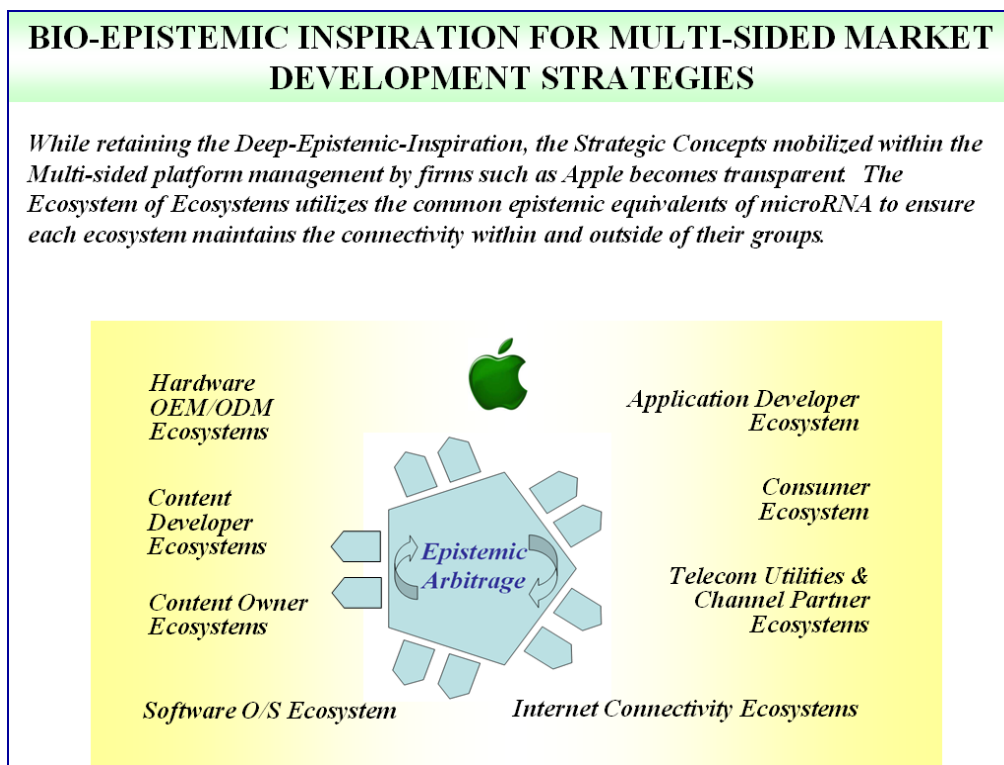 BIO-EPISTEMIC INSPIRATION FOR MULTI-SIDED MARKET
DEVELOPMENT STRATEGIES
While retaining the Deep-Epistemic-Inspiration, the Strategic Concepts mobilized within the
Multi-sided platform management by firms such as Apple becomes transparent. The
Ecosystem of Ecosystems utilizes the common epistemic equivalents of microRNA to ensure
each ecosystem maintains the connectivity within and outside of their groups.
Hardware
OEM/ODM
Ecosystems
Content
Developer
Ecosystems
Content Owner
Ecosystems
Software O/S Ecosystem
Epistemic
Arbitrage
Application Developer
Ecosystem
Consumer
Ecosystem
Telecom Utilities &
Channel Partner
Ecosystems
Internet Connectivity Ecosystems